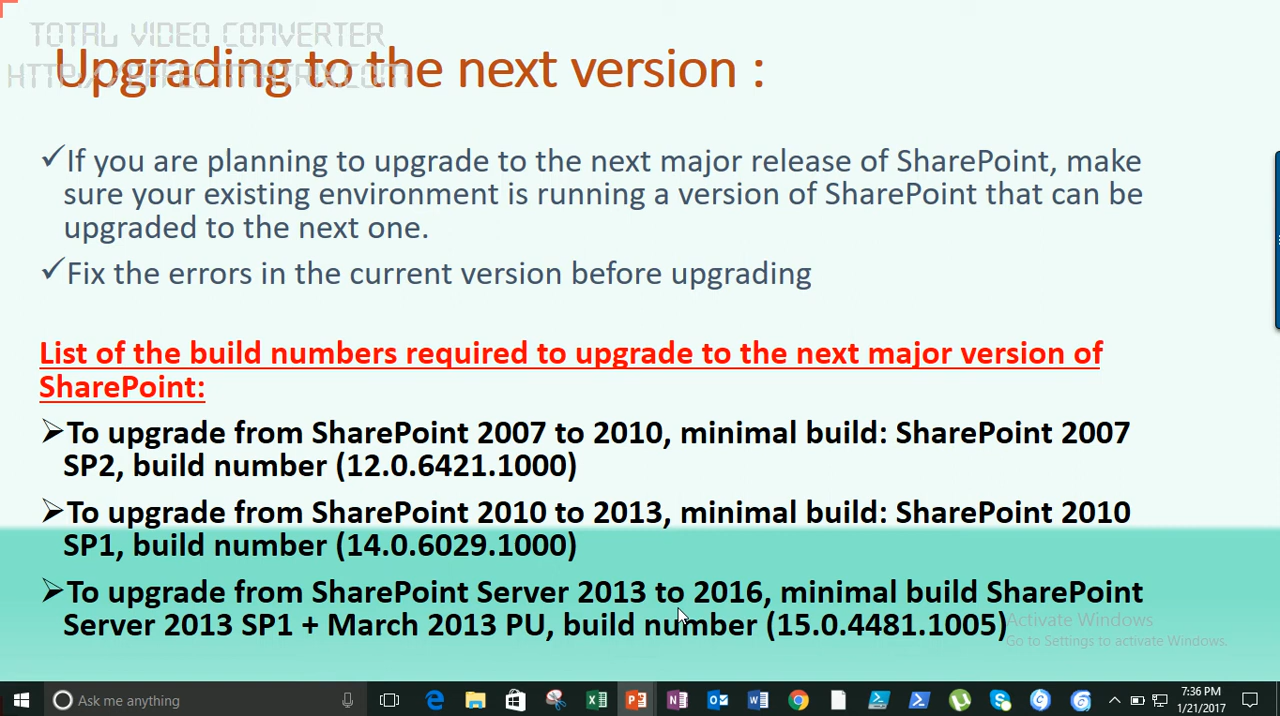 TOTAL VIDEO CONVERTER
HTTP://EFFECTMATRIX.COM
Upgrading to the next version :
If you are planning to upgrade to the next major release of SharePoint, make
sure your existing environment is running a version of SharePoint that can be
upgraded to the next one.
Fix the errors in the current version before upgrading
List of the build numbers required to upgrade to the next major version of
SharePoint:
To upgrade from SharePoint 2007 to 2010, minimal build: SharePoint 2007
SP2, build number (12.0.6421.1000)
To upgrade from SharePoint 2010 to 2013, minimal build: SharePoint 2010
SP1, build number (14.0.6029.1000)
To upgrade from SharePoint Server 2013 to 2016, minimal build SharePoint
Server 2013 SP1 + March 2013 PU, build number (15.0.4481.1005)
Activate Windows
Go to Settings to activate Windows.
Ask me anything
7:36 PM
1/21/2017